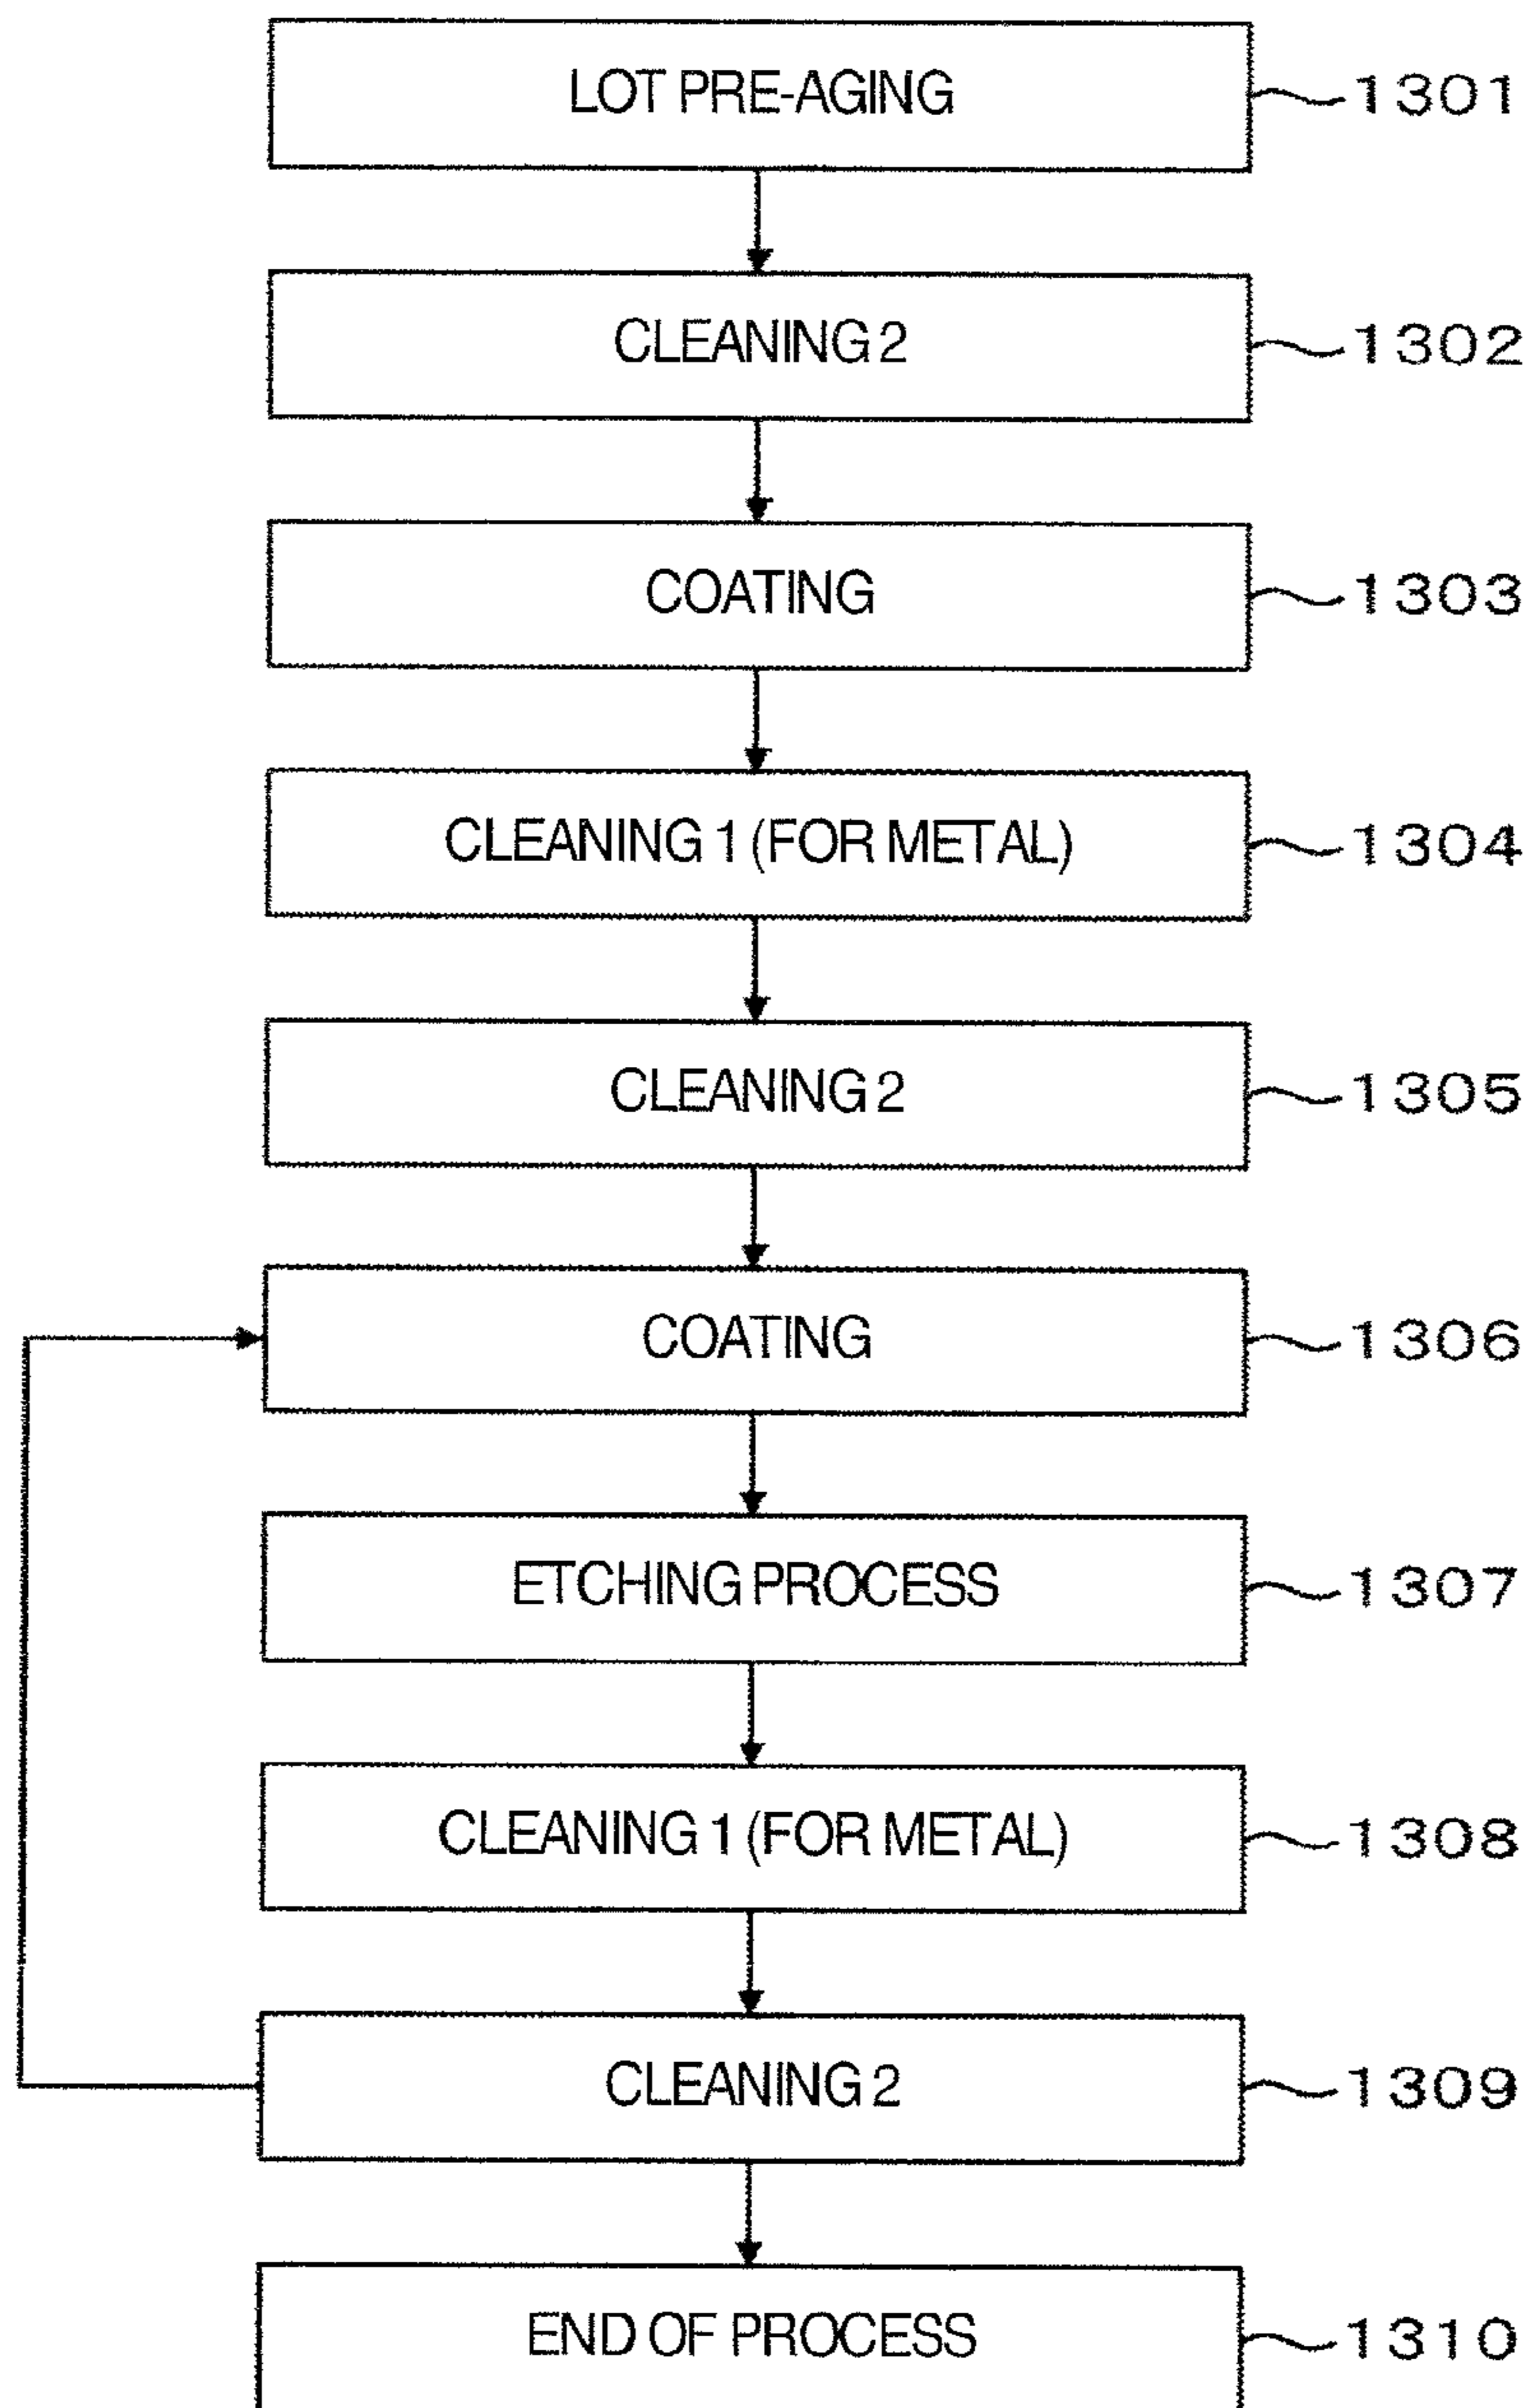 LOT PRE-AGING 1301
CLEANING 2 1302
COATING 1303
CLEANING 1 (FOR METAL) 1304
CLEANING 2 1305
COATING 1306
ETCHING PROCESS 1307
CLEANING 1 (FOR METAL) 1308
CLEANING 2 1309
END OF PROCESS 1310